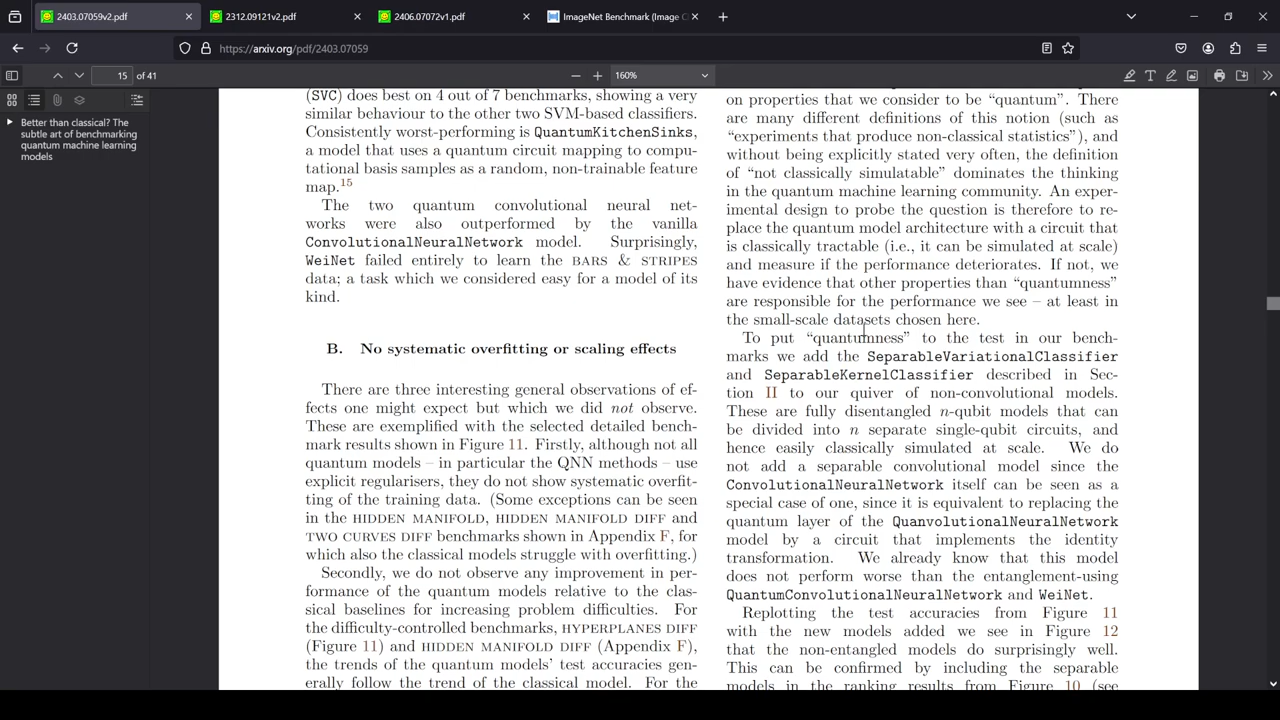 2403.07059v2.pdf
2312.09121v2.pdf
2406.07072v1.pdf
ImageNet Benchmark (Image C
https://arxiv.org/pdf/2403.07059
15 of 41
160%
Better than classical? The
subtle art of benchmarking
quantum machine learning
models
(SVC) does best on 4 out of 7 benchmarks, showing a very
similar behaviour to the other two SVM-based classifiers.
Consistently worst-performing is QuantumKitchenSinks,
a model that uses a quantum circuit mapping to compu-
tational basis samples as a random, non-trainable feature
map.15
The two quantum convolutional neural net-
works were also outperformed by the vanilla
ConvolutionalNeuralNetwork model. Surprisingly,
WeiNet failed entirely to learn the BARS & STRIPES
data; a task which we considered easy for a model of its
kind.
B. No systematic overfitting or scaling effects
There are three interesting general observations of ef-
fects one might expect but which we did not observe.
These are exemplified with the selected detailed bench-
mark results shown in Figure 11. Firstly, although not all
quantum models – in particular the QNN methods – use
explicit regularisers, they do not show systematic overfit-
ting of the training data. (Some exceptions can be seen
in the HIDDEN MANIFOLD, HIDDEN MANIFOLD DIFF and
TWO CURVES DIFF benchmarks shown in Appendix F, for
which also the classical models struggle with overfitting.)
Secondly, we do not observe any improvement in per-
formance of the quantum models relative to the clas-
sical baselines for increasing problem difficulties. For
the difficulty-controlled benchmarks, HYPERPLANES DIFF
(Figure 11) and HIDDEN MANIFOLD DIFF (Appendix F),
the trends of the quantum models' test accuracies gen-
erally follow the trend of the classical model. For the
on properties that we consider to be “quantum”. There
are many different definitions of this notion (such as
“experiments that produce non-classical statistics”), and
without being explicitly stated very often, the definition
of “not classically simulatable” dominates the thinking
in the quantum machine learning community. An exper-
imental design to probe the question is therefore to re-
place the quantum model architecture with a circuit that
is classically tractable (i.e., it can be simulated at scale)
and measure if the performance deteriorates. If not, we
have evidence that other properties than “quantumness”
are responsible for the performance we see – at least in
the small-scale datasets chosen here.
To put “quantumness” to the test in our bench-
marks we add the SeparableVariationalClassifier
and SeparableKernelClassifier described in Sec-
tion II to our quiver of non-convolutional models.
These are fully disentangled n-qubit models that can
be divided into n separate single-qubit circuits, and
hence easily classically simulated at scale. We do
not add a separable convolutional model since the
ConvolutionalNeuralNetwork itself can be seen as a
special case of one, since it is equivalent to replacing the
quantum layer of the QuanvolutionalNeuralNetwork
model by a circuit that implements the identity
transformation. We already know that this model
does not perform worse than the entanglement-using
QuantumConvolutionalNeuralNetwork and WeiNet.
Replotting the test accuracies from Figure 11
with the new models added we see in Figure 12
that the non-entangled models do surprisingly well.
This can be confirmed by including the separable
models in the ranking results from Figure 10 (see